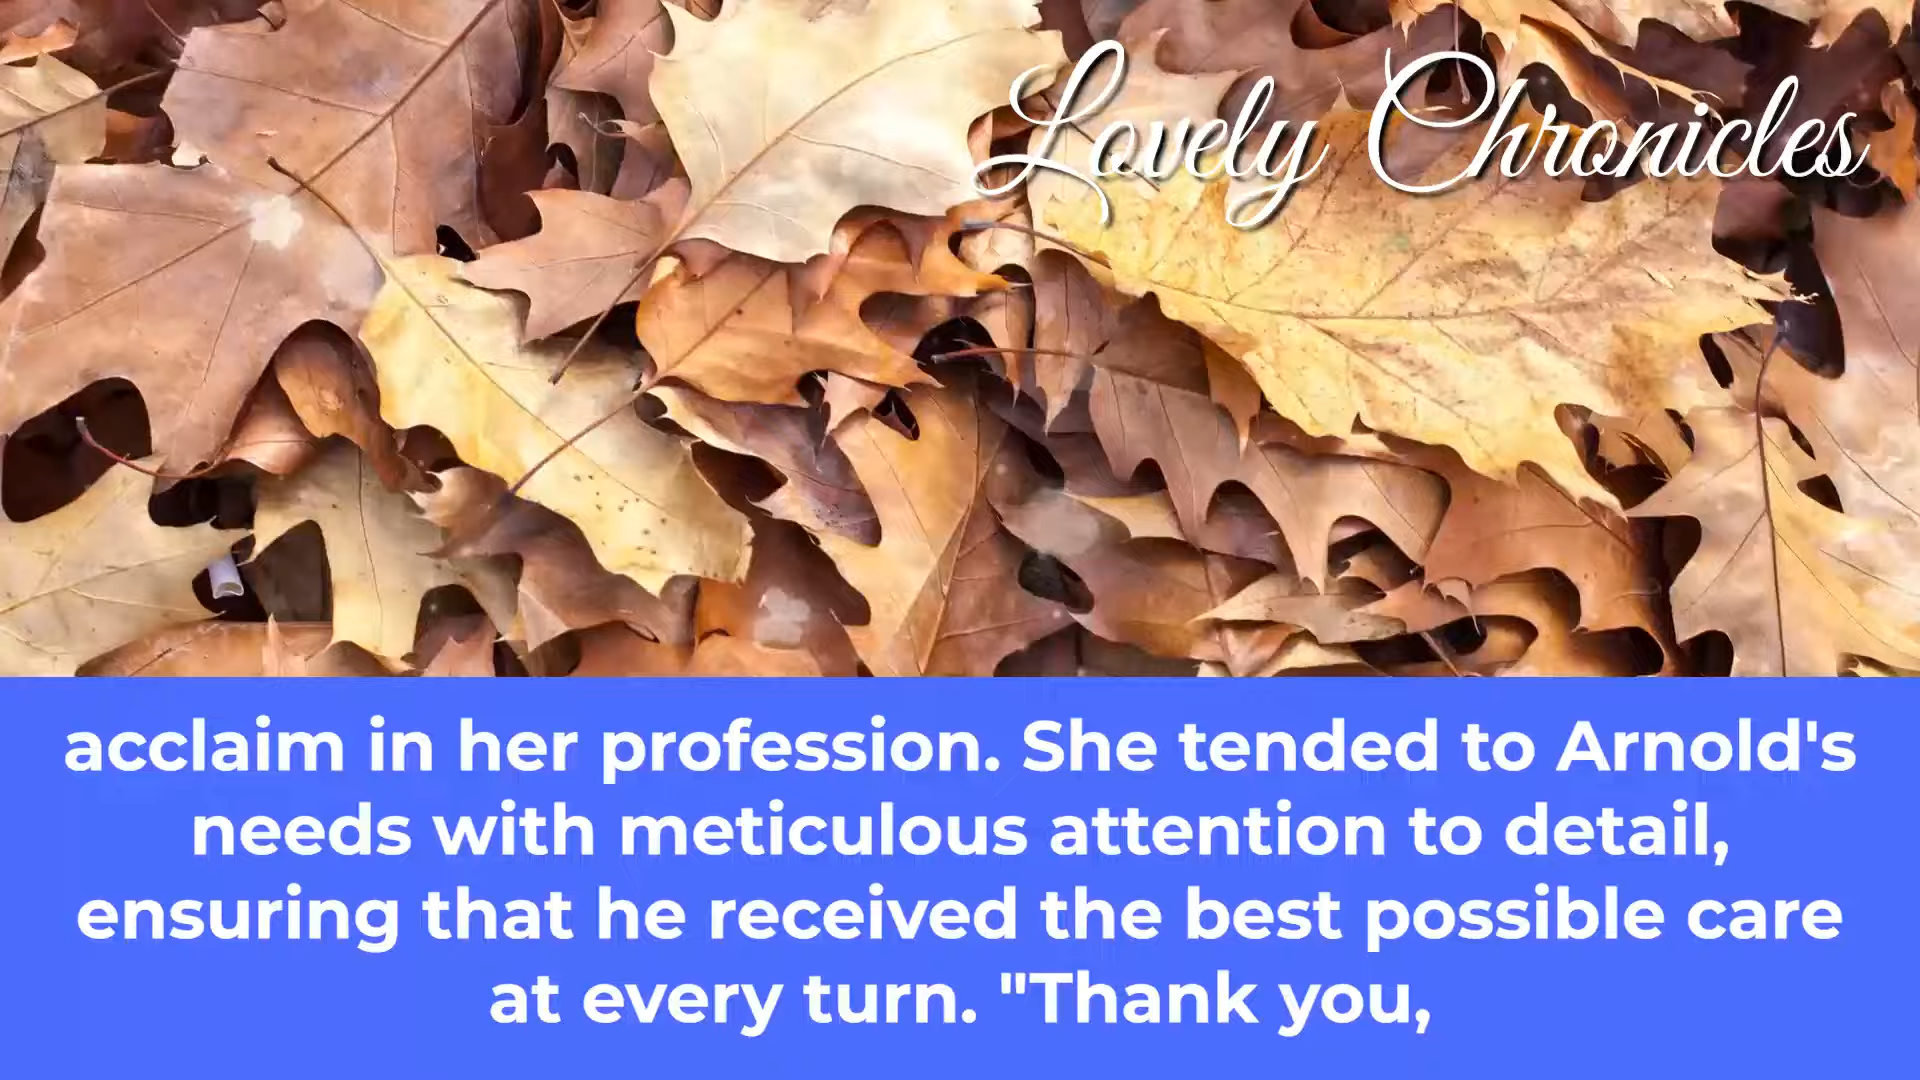 Lovely Chronicles
acclaim in her profession. She tended to Arnold's
needs with meticulous attention to detail,
ensuring that he received the best possible care
at every turn. "Thank you,